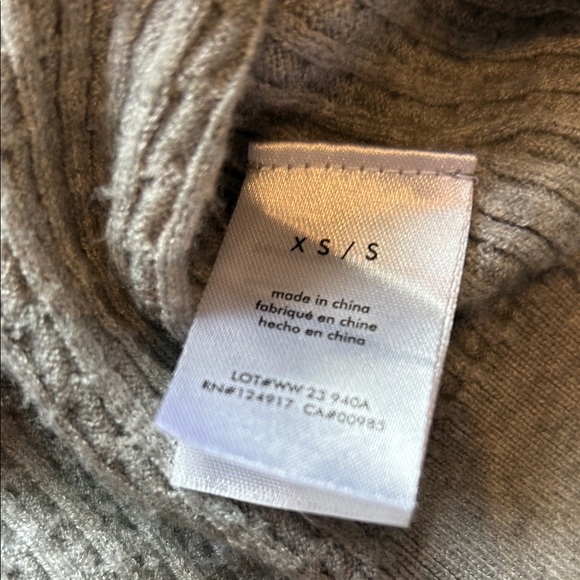 XS/S
made in china
fabriqué en chine
hecho en china
LOT#WW 23 940A
RN#124917 CA#00985